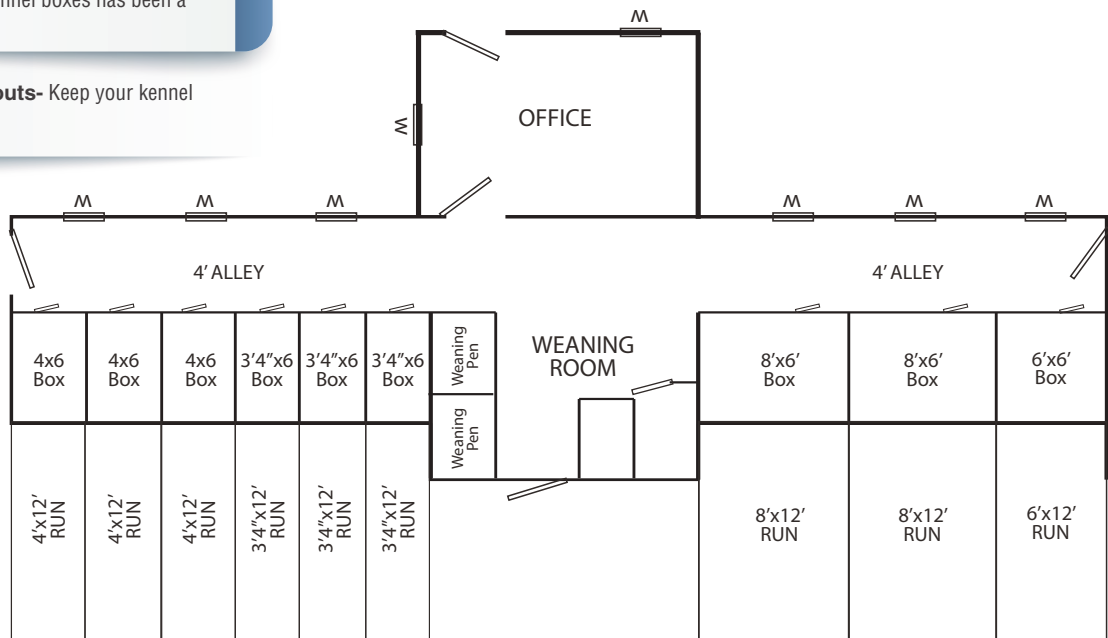 nnel boxes has been a
outs- Keep your kennel
W
W
OFFICE
W
W
W
W
W
W
4' ALLEY
4' ALLEY
4x6
Box
4x6
Box
4x6
Box
3'4"x6
Box
3'4"x6
Box
3'4"x6
Box
Weaning
Pen
Weaning
Pen
WEANING
ROOM
8'x6'
Box
8'x6'
Box
6'x6'
Box
4'x12'
RUN
4'x12'
RUN
4'x12'
RUN
3'4"x12'
RUN
3'4"x12'
RUN
3'4"x12'
RUN
8'x12'
RUN
8'x12'
RUN
6'x12'
RUN